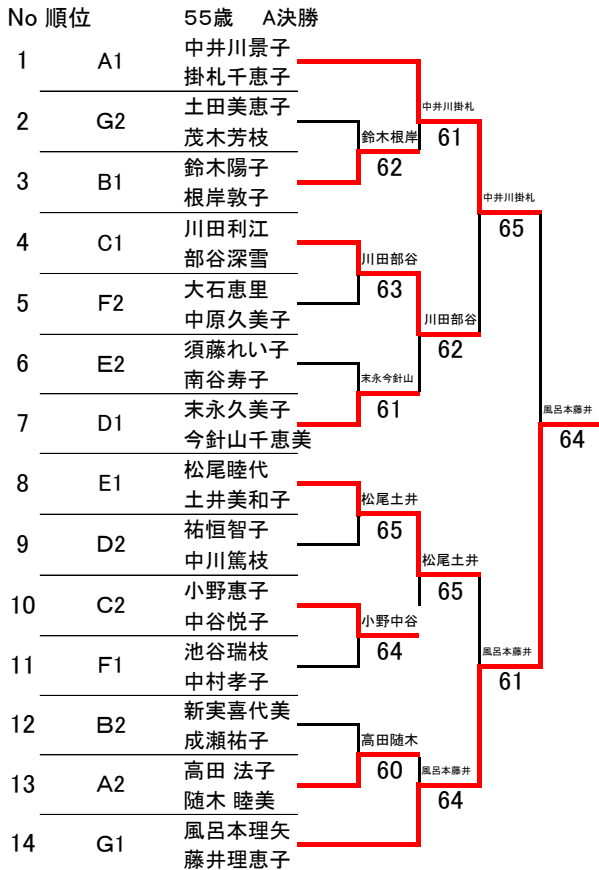 No 順位 55歳 A決勝
1 A1 中井川景子
掛札千恵子
2 G2 土田美恵子
茂木芳枝
3 B1 鈴木陽子
根岸敦子
4 C1 川田利江
部谷深雪
5 F2 大石恵里
中原久美子
6 E2 須藤れい子
南谷寿子
7 D1 末永久美子
今針山千恵美
8 E1 松尾睦代
土井美和子
9 D2 祐恒智子
中川篤枝
10 C2 小野惠子
中谷悦子
11 F1 池谷瑞枝
中村孝子
12 B2 新実喜代美
成瀬祐子
13 A2 高田 法子
随木 睦美
14 G1 風呂本理矢
藤井理恵子
鈴木根岸
62
川田部谷
63
末永今針山
61
松尾土井
65
小野中谷
64
高田随木
60
中井川掛札
61
川田部谷
62
松尾土井
65
風呂本藤井
64
中井川掛札
65
風呂本藤井
61
風呂本藤井
64